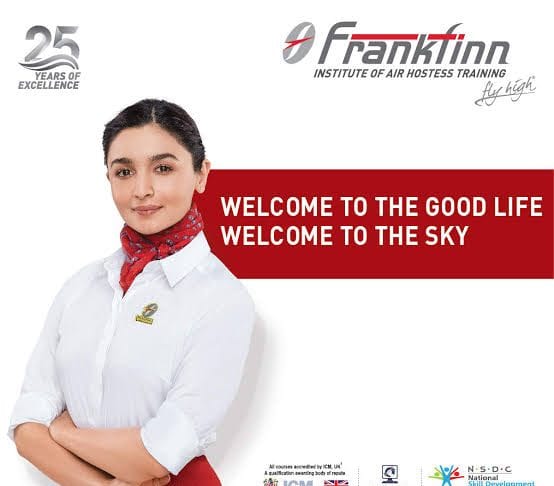 25
YEARS OF
EXCELLENCE
Frankfinn
INSTITUTE OF AIR HOSTESS TRAINING
fly high
WELCOME TO THE GOOD LIFE
WELCOME TO THE SKY
All courses accredited by ICM, UK
A qualification awarding body of repute
ICM
N·S·D·C
National
Skill Development